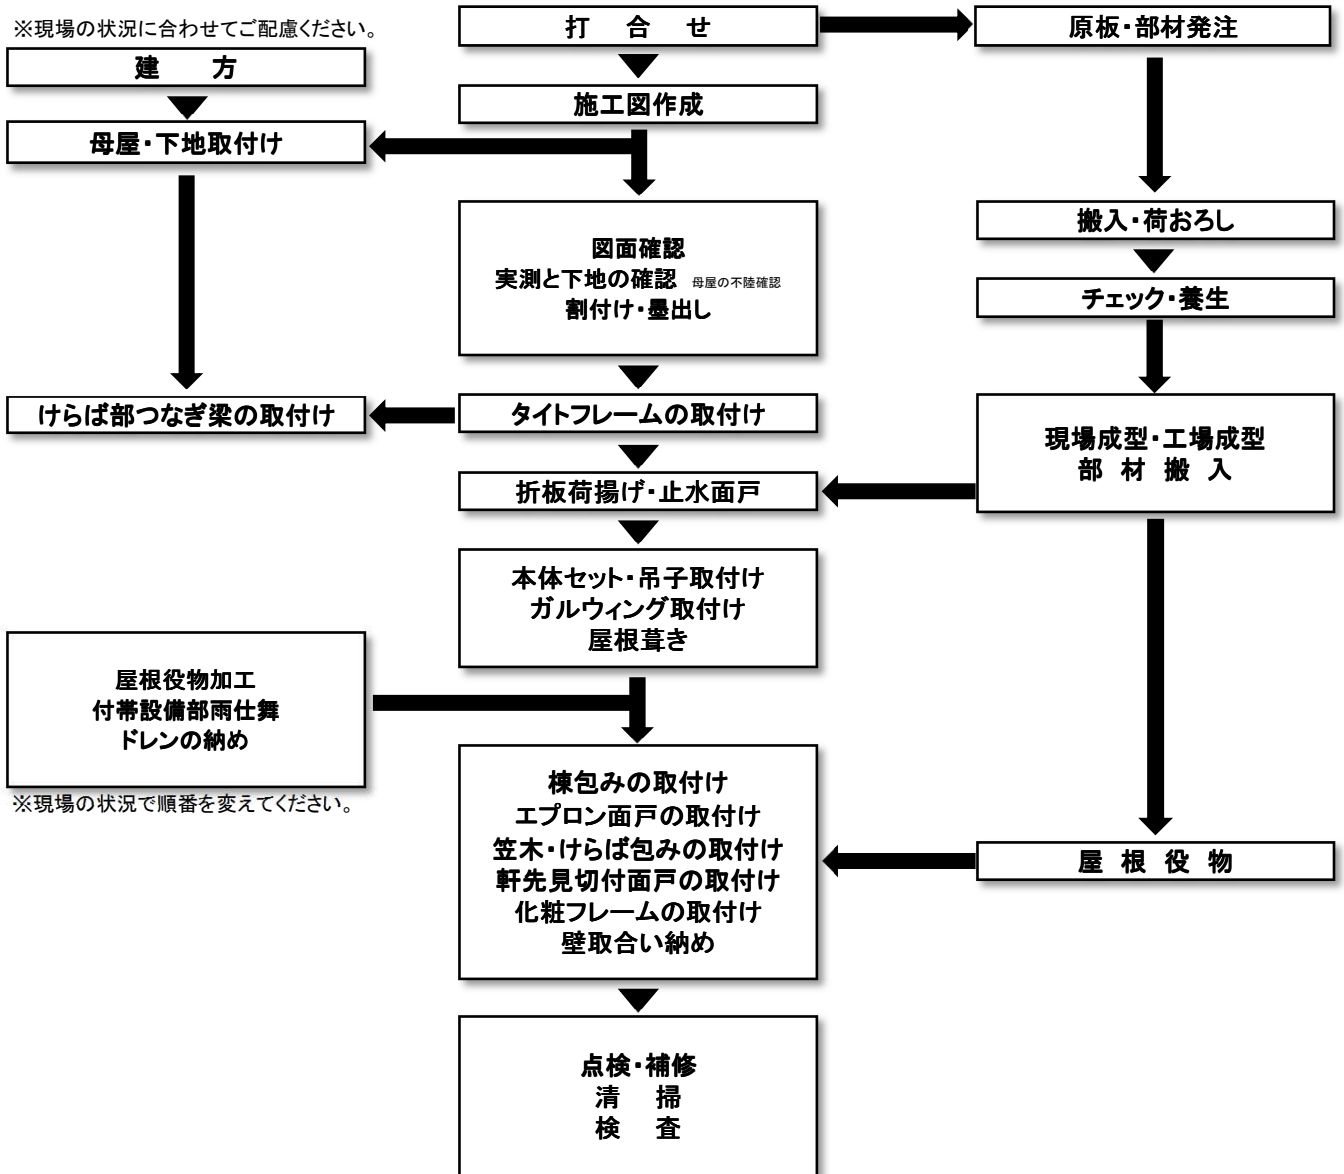 ※現場の状況に合わせてご配慮ください。
打 合 せ
原板・部材発注
建 方
施工図作成
母屋・下地取付け
搬入・荷おろし
図面確認
実測と下地の確認 母屋の不陸確認
割付け・墨出し
チェック・養生
けらば部つなぎ梁の取付け
タイトフレームの取付け
現場成型・工場成型
部 材 搬 入
折板荷揚げ・止水面戸
本体セット・吊子取付け
ガルウィング取付け
屋根葺き
屋根役物加工
付帯設備部雨仕舞
ドレンの納め
※現場の状況で順番を変えてください。
棟包みの取付け
エプロン面戸の取付け
笠木・けらば包みの取付け
軒先見切付面戸の取付け
化粧フレームの取付け
壁取合い納め
屋 根 役 物
点検・補修
清 掃
検 査